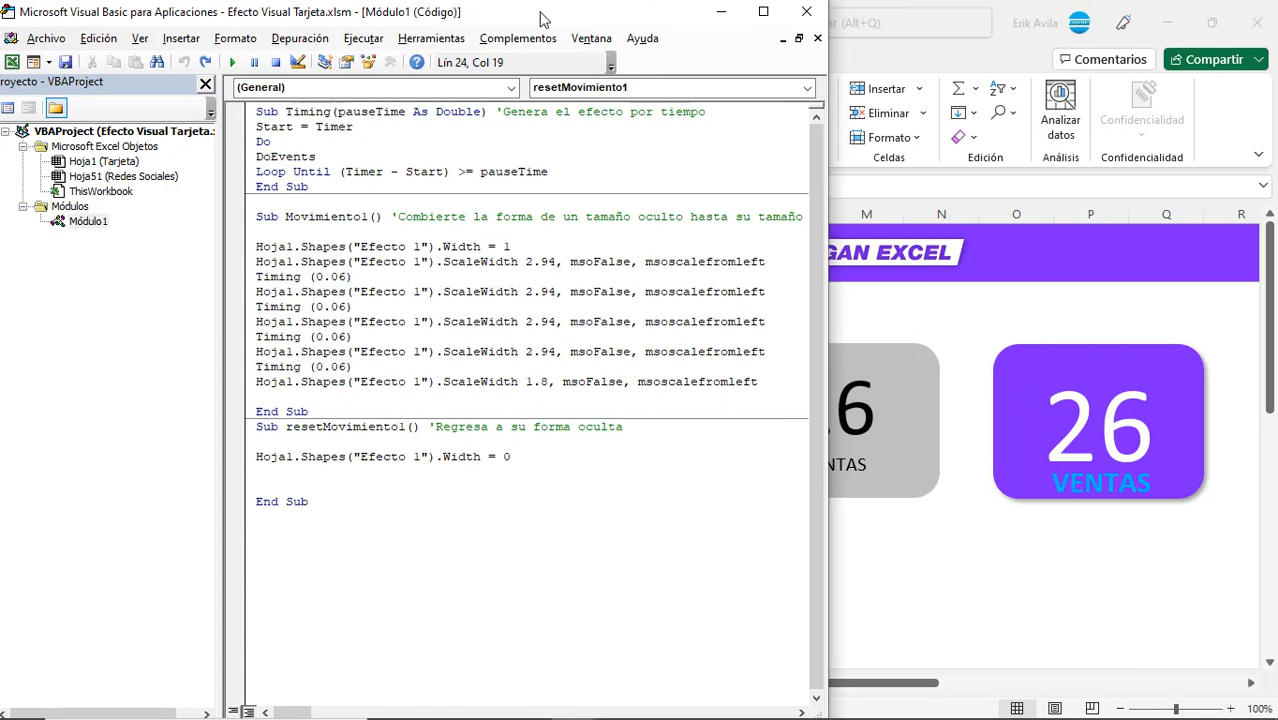 Microsoft Visual Basic para Aplicaciones - Efecto Visual Tarjeta.xlsm - [Módulo1 (Código)]
Archivo Edición Ver Insertar Formato Depuración Ejecutar Herramientas Complementos Ventana Ayuda
Lín 24, Col 19
royecto - VBAProject
VBAProject (Efecto Visual Tarjeta.
Microsoft Excel Objetos
Hoja1 (Tarjeta)
Hoja51 (Redes Sociales)
ThisWorkbook
Módulos
Módulo1
(General)
resetMovimiento1
Sub Timing(pauseTime As Double) 'Genera el efecto por tiempo
Start = Timer
Do
DoEvents
Loop Until (Timer - Start) >= pauseTime
End Sub
Sub Movimiento1() 'Combierte la forma de un tamaño oculto hasta su tamaño
Hoja1.Shapes("Efecto 1").Width = 1
Hoja1.Shapes("Efecto 1").ScaleWidth 2.94, msoFalse, msoscalefromleft
Timing (0.06)
Hoja1.Shapes("Efecto 1").ScaleWidth 2.94, msoFalse, msoscalefromleft
Timing (0.06)
Hoja1.Shapes("Efecto 1").ScaleWidth 2.94, msoFalse, msoscalefromleft
Timing (0.06)
Hoja1.Shapes("Efecto 1").ScaleWidth 2.94, msoFalse, msoscalefromleft
Timing (0.06)
Hoja1.Shapes("Efecto 1").ScaleWidth 1.8, msoFalse, msoscalefromleft
End Sub
Sub resetMovimiento1() 'Regresa a su forma oculta
Hoja1.Shapes("Efecto 1").Width = 0
End Sub
ar (Alt+Q)
Erik Avila
Comentarios
Compartir
Insertar
Eliminar
Formato
Celdas
Edición
Analizar
datos
Análisis
Confidencialidad
Confidencialidad
M N O P Q R
GAN EXCEL
6
NTAS
26
VENTAS
100%